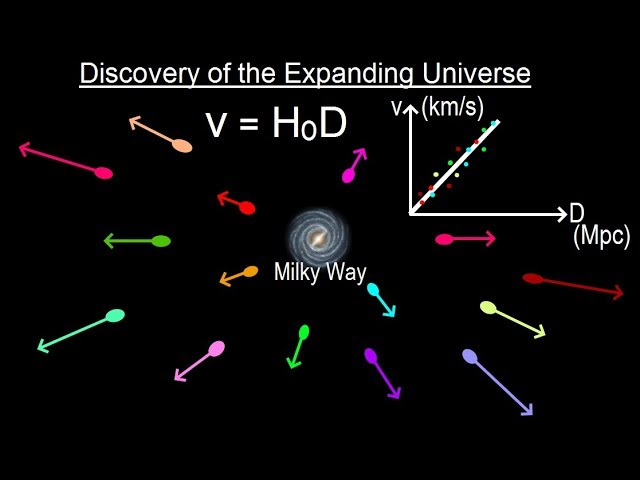 Discovery of the Expanding Universe
v = H₀D
v (km/s)
D
(Mpc)
Milky Way